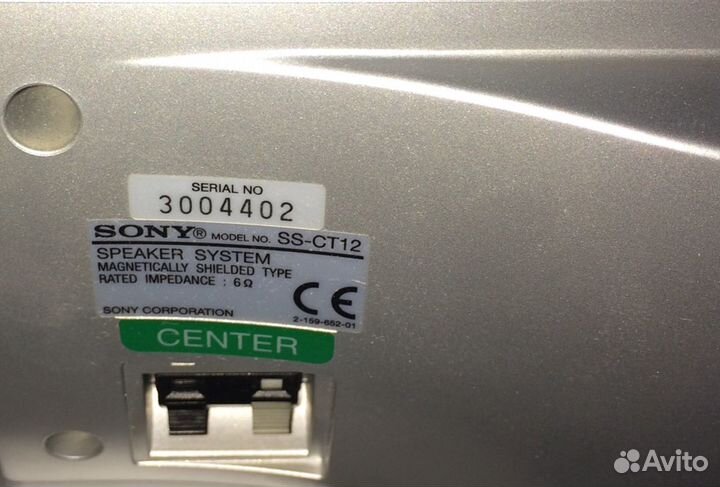 SERIAL NO
3004402
SONY® MODEL NO. SS-CT12
SPEAKER SYSTEM
MAGNETICALLY SHIELDED TYPE
RATED IMPEDANCE : 6Ω
CE
SONY CORPORATION
2-159-652-01
CENTER
Avito